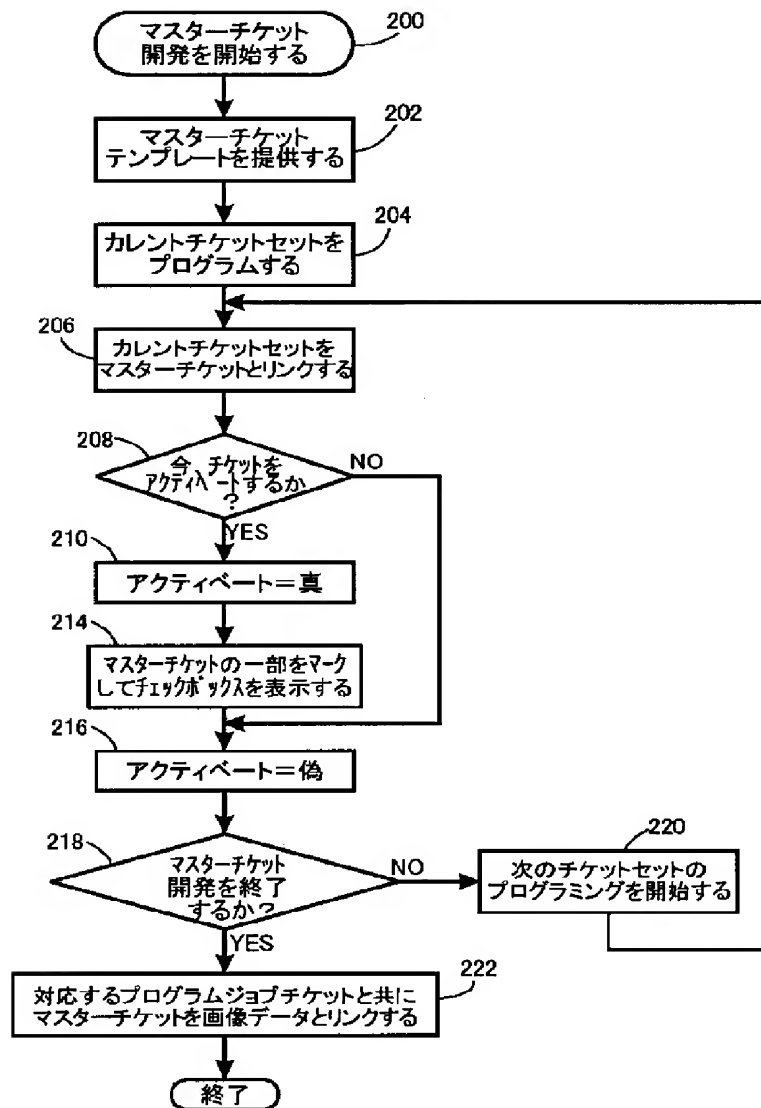 マスターチケット
開発を開始する
200
マスターチケット
テンプレートを提供する
202
カレントチケットセットを
プログラムする
204
206
カレントチケットセットを
マスターチケットとリンクする
208
今、チケットを
アクティベートするか
?
NO
YES
210
アクティベート=真
214
マスターチケットの一部をマーク
してチェックボックスを表示する
216
アクティベート=偽
218
マスターチケット
開発を終了
するか?
NO
YES
220
次のチケットセットの
プログラミングを開始する
222
対応するプログラムジョブチケットと共に
マスターチケットを画像データとリンクする
終了